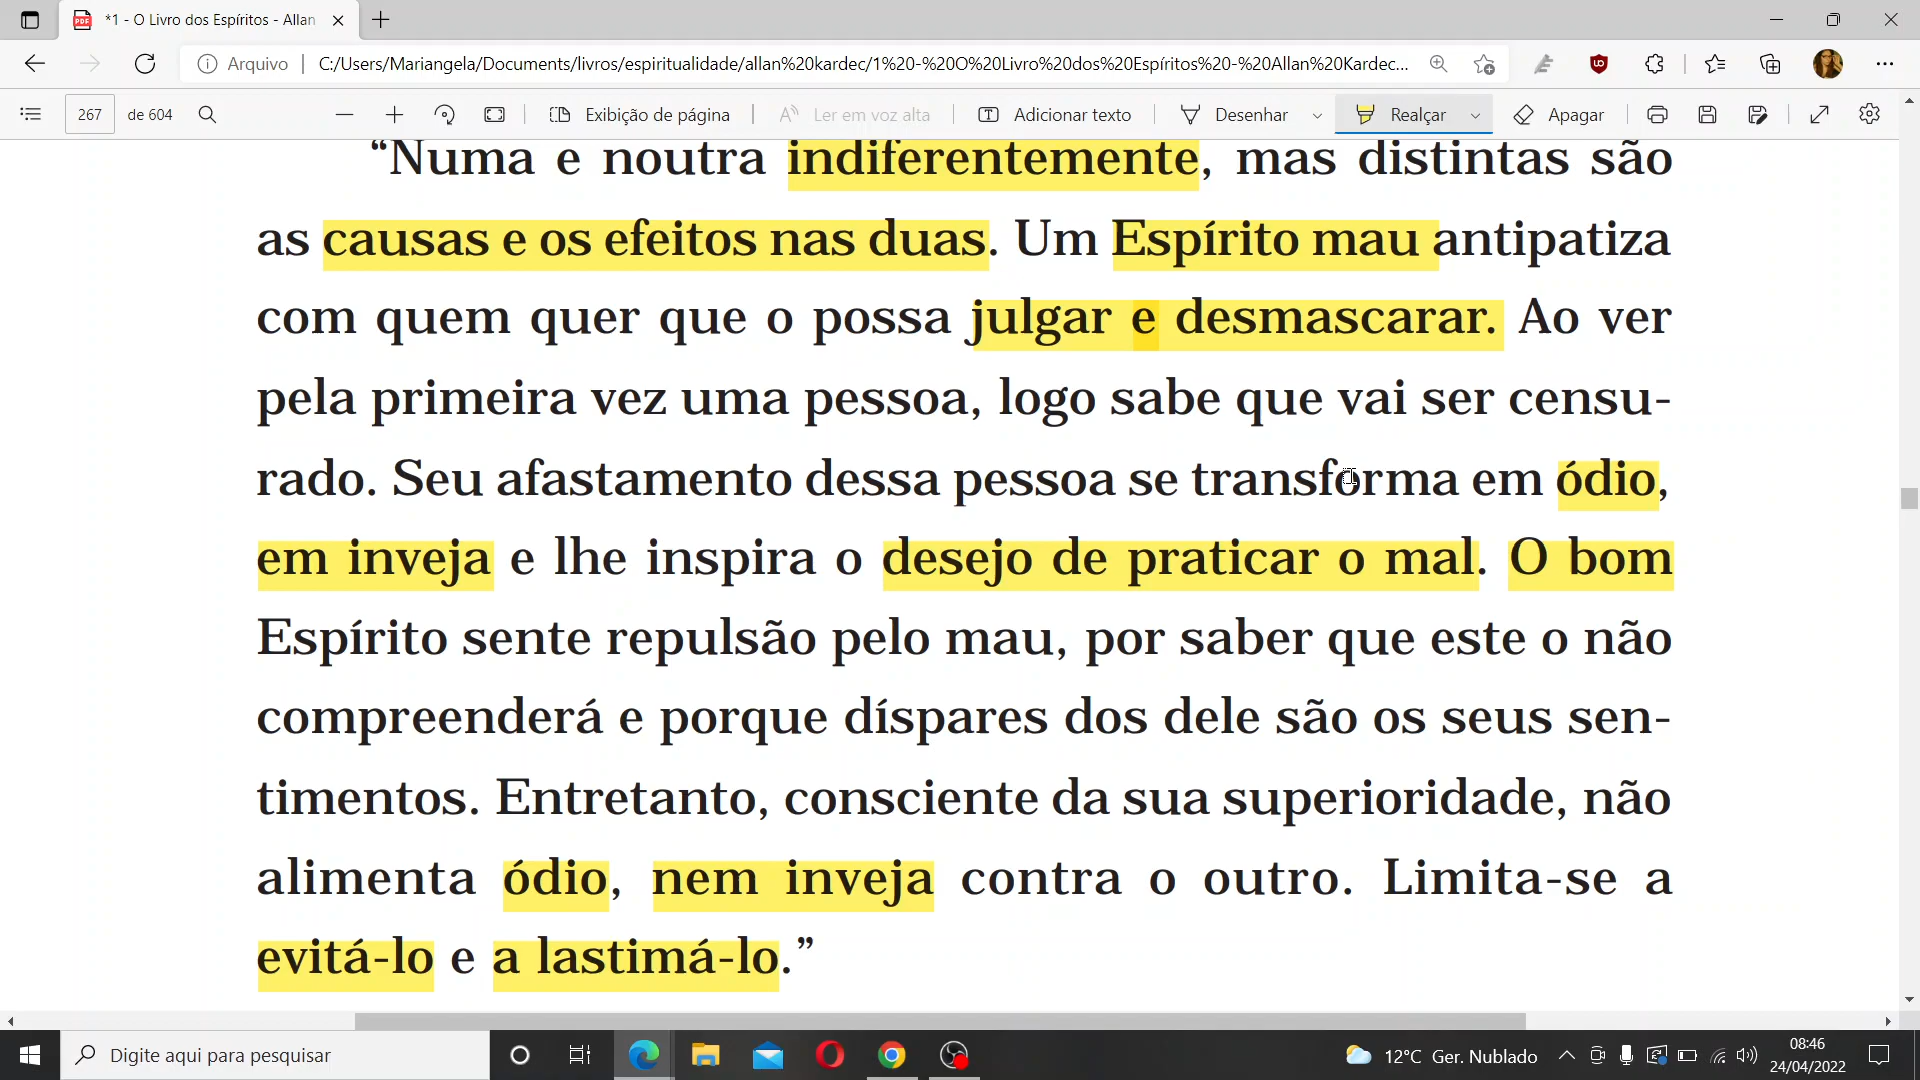 *1 - O Livro dos Espíritos - Allan
Arquivo
C:/Users/Mariangela/Documents/livros/espiritualidade/allan%20kardec/1%20-%20O%20Livro%20dos%20Espíritos%20-%20Allan%20Kardec...
267 de 604
Exibição de página
Ler em voz alta
Adicionar texto
Desenhar
Realçar
Apagar
“Numa e noutra indiferentemente, mas distintas são
as causas e os efeitos nas duas. Um Espírito mau antipatiza
com quem quer que o possa julgar e desmascarar. Ao ver
pela primeira vez uma pessoa, logo sabe que vai ser censu-
rado. Seu afastamento dessa pessoa se transforma em ódio,
em inveja e lhe inspira o desejo de praticar o mal. O bom
Espírito sente repulsão pelo mau, por saber que este o não
compreenderá e porque díspares dos dele são os seus sen-
timentos. Entretanto, consciente da sua superioridade, não
alimenta ódio, nem inveja contra o outro. Limita-se a
evitá-lo e a lastimá-lo.”
Digite aqui para pesquisar
12°C Ger. Nublado
08:46
24/04/2022